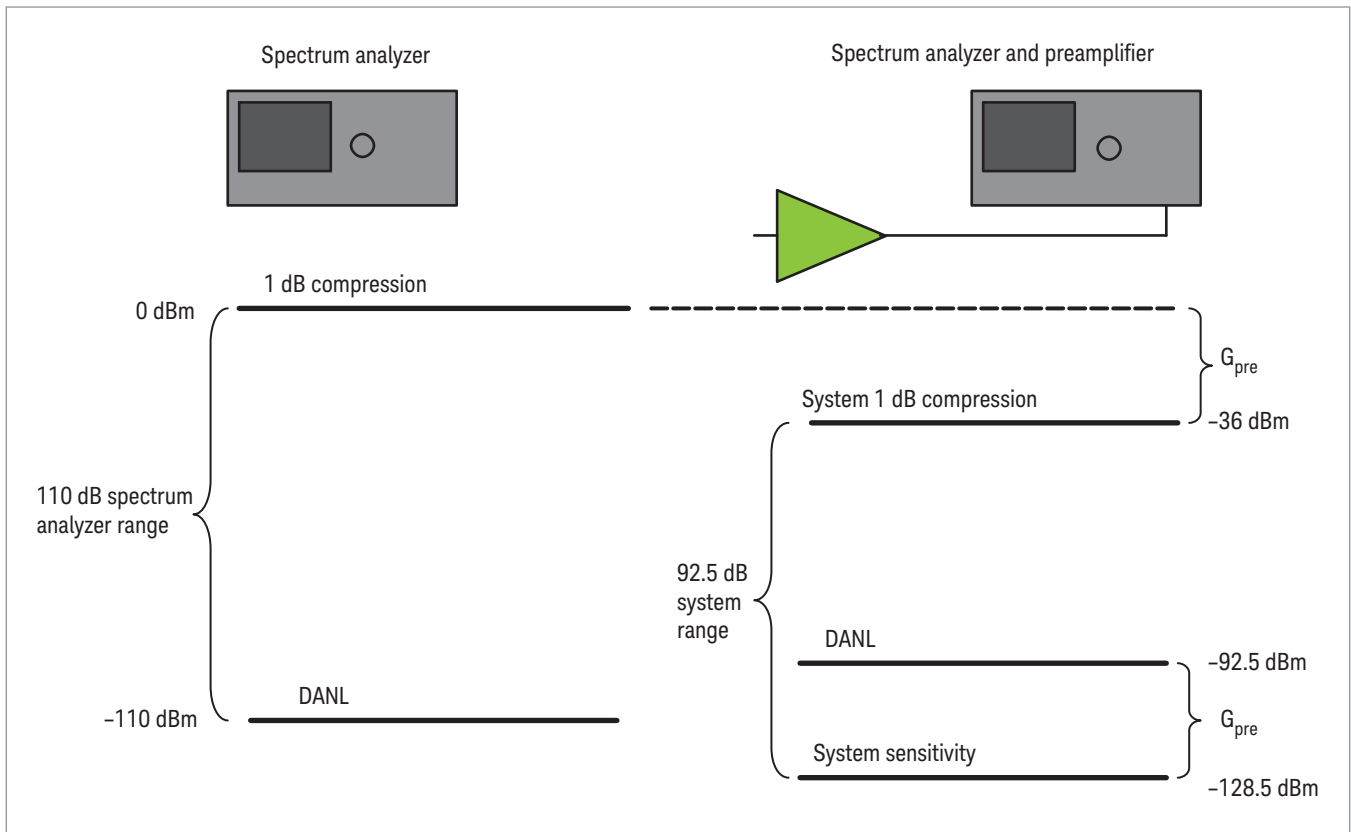 Spectrum analyzer
Spectrum analyzer and preamplifier
1 dB compression
0 dBm
G_pre
System 1 dB compression
–36 dBm
110 dB spectrum
analyzer range
92.5 dB
system
range
DANL
–92.5 dBm
DANL
–110 dBm
G_pre
System sensitivity
–128.5 dBm